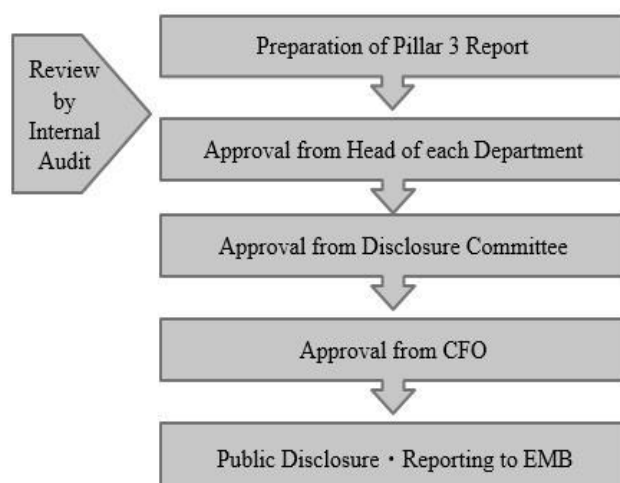 Preparation of Pillar 3 Report
Review
by
Internal
Audit
Approval from Head of each Department
Approval from Disclosure Committee
Approval from CFO
Public Disclosure・Reporting to EMB